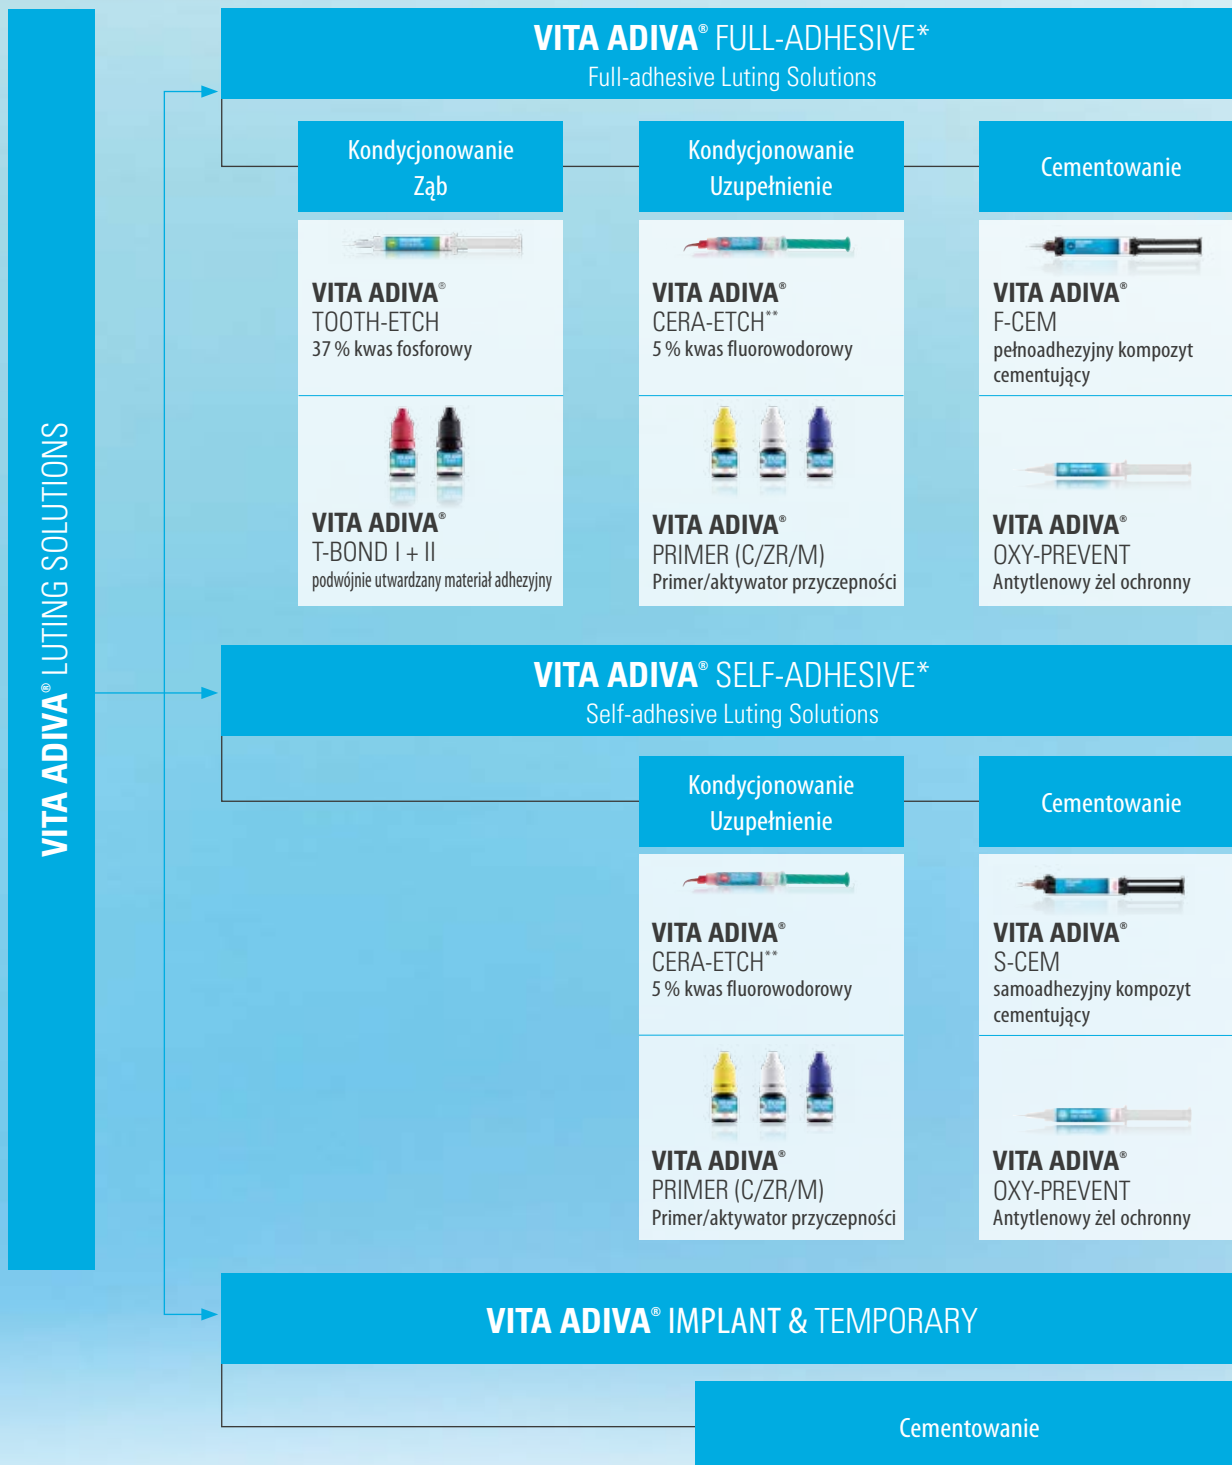 VITA ADIVA® LUTING SOLUTIONS
VITA ADIVA® FULL-ADHESIVE*
Full-adhesive Luting Solutions
Kondycjonowanie
Ząb
VITA ADIVA®
TOOTH-ETCH
37 % kwas fosforowy
VITA ADIVA®
T-BOND I + II
podwójnie utwardzany materiał adhezyjny
Kondycjonowanie
Uzupełnienie
VITA ADIVA®
CERA-ETCH**
5 % kwas fluorowodorowy
VITA ADIVA®
PRIMER (C/ZR/M)
Primer/aktywator przyczepności
Cementowanie
VITA ADIVA®
F-CEM
pełnoadhezyjny kompozyt
cementujący
VITA ADIVA®
OXY-PREVENT
Antytlenowy żel ochronny
VITA ADIVA® SELF-ADHESIVE*
Self-adhesive Luting Solutions
Kondycjonowanie
Uzupełnienie
VITA ADIVA®
CERA-ETCH**
5 % kwas fluorowodorowy
VITA ADIVA®
PRIMER (C/ZR/M)
Primer/aktywator przyczepności
Cementowanie
VITA ADIVA®
S-CEM
samoadhezyjny kompozyt
cementujący
VITA ADIVA®
OXY-PREVENT
Antytlenowy żel ochronny
VITA ADIVA® IMPLANT & TEMPORARY
Cementowanie